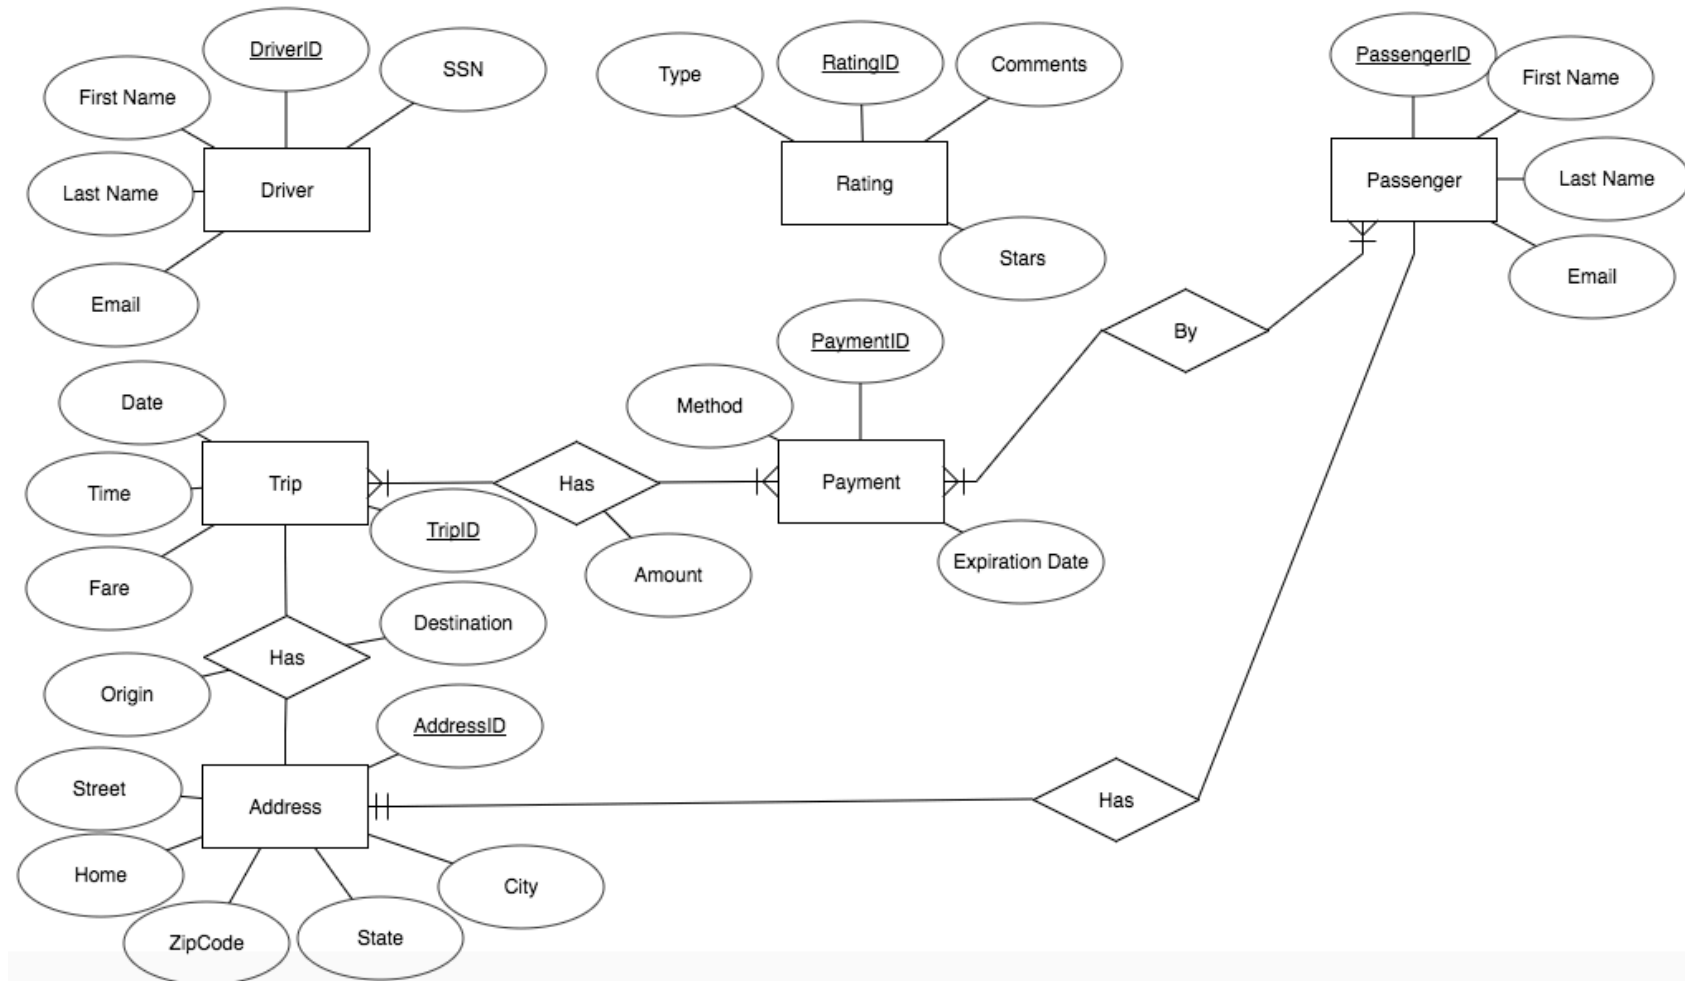 DriverID
SSN
First Name
Last Name
Driver
Email
Type
RatingID
Comments
Rating
Stars
PassengerID
First Name
Passenger
Last Name
Email
By
Date
Time
Trip
TripID
Fare
Has
Amount
PaymentID
Method
Payment
Expiration Date
Has
Destination
Origin
AddressID
Street
Address
Home
ZipCode
State
City
Has